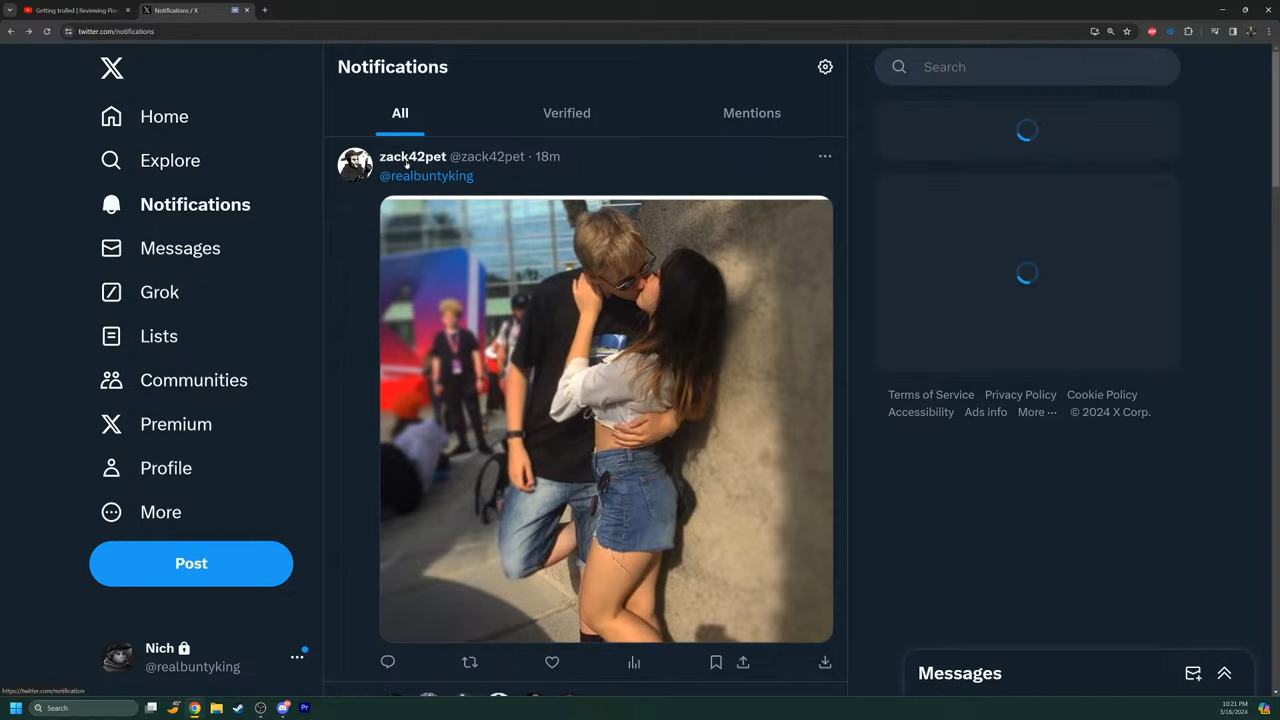 Getting trolled | Reviewing Pier
Notifications / X
twitter.com/notifications
Home
Explore
Notifications
Messages
Grok
Lists
Communities
Premium
Profile
More
Post
Nich
@realbuntyking
Notifications
All
Verified
Mentions
zack42pet @zack42pet · 18m
@realbuntyking
Search
Terms of Service Privacy Policy Cookie Policy
Accessibility Ads info More ··· © 2024 X Corp.
Messages
https://twitter.com/notification
Search
45°
10:21 PM
3/16/2024